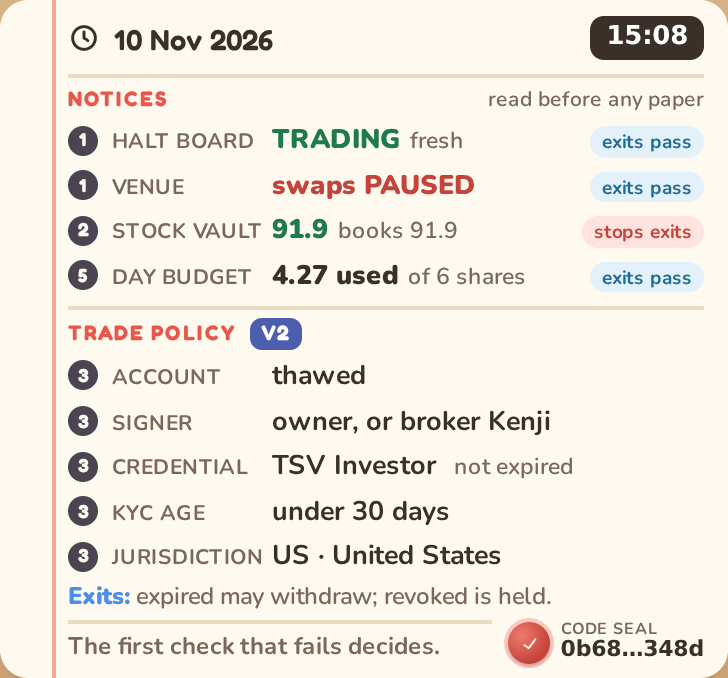 10 Nov 2026 15:08
NOTICES read before any paper
1 HALT BOARD TRADING fresh exits pass
1 VENUE swaps PAUSED exits pass
2 STOCK VAULT 91.9 books 91.9 stops exits
5 DAY BUDGET 4.27 used of 6 shares exits pass
TRADE POLICY V2
3 ACCOUNT thawed
3 SIGNER owner, or broker Kenji
3 CREDENTIAL TSV Investor not expired
3 KYC AGE under 30 days
3 JURISDICTION US · United States
Exits: expired may withdraw; revoked is held.
The first check that fails decides.
CODE SEAL
0b68...348d